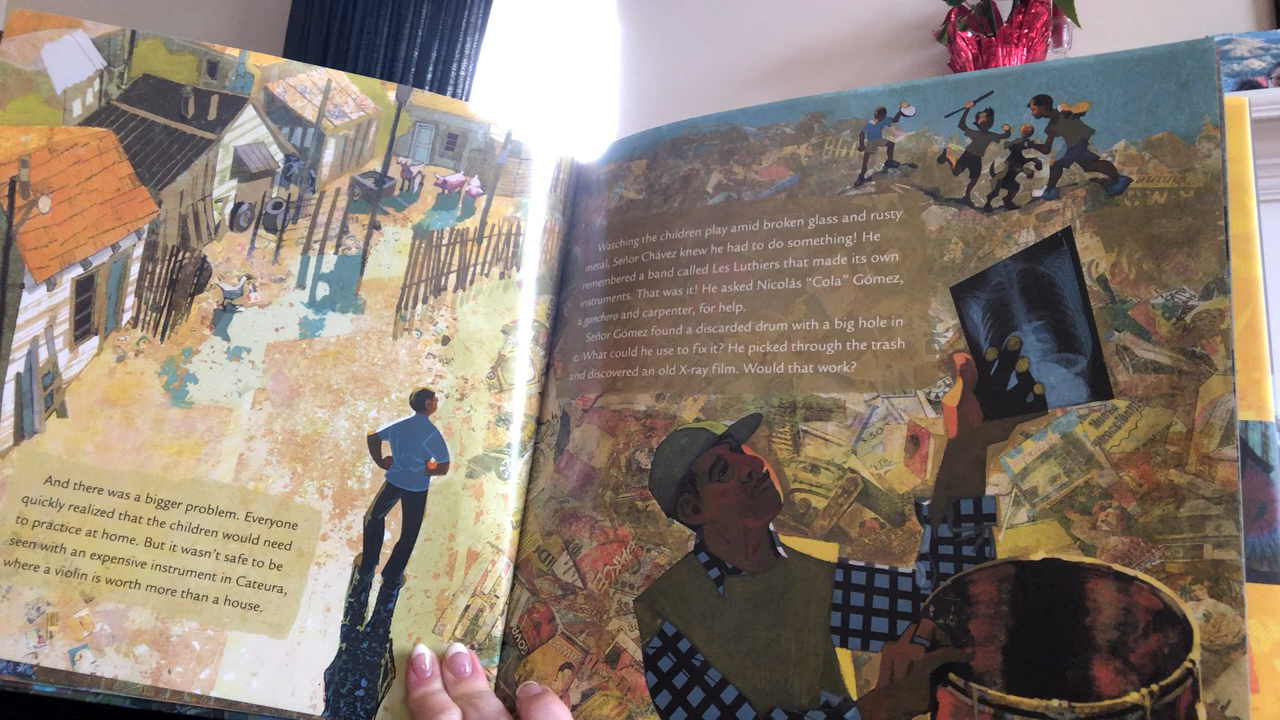 And there was a bigger problem. Everyone
quickly realized that the children would need
to practice at home. But it wasn't safe to be
seen with an expensive instrument in Cateura,
where a violin is worth more than a house.
Watching the children play amid broken glass and rusty
metal, Señor Chávez knew he had to do something! He
remembered a band called Les Luthiers that made its own
instruments. That was it! He asked Nicolás “Cola” Gómez,
a ganchero and carpenter, for help.
Señor Gómez found a discarded drum with a big hole in
it. What could he use to fix it? He picked through the trash
and discovered an old X-ray film. Would that work?